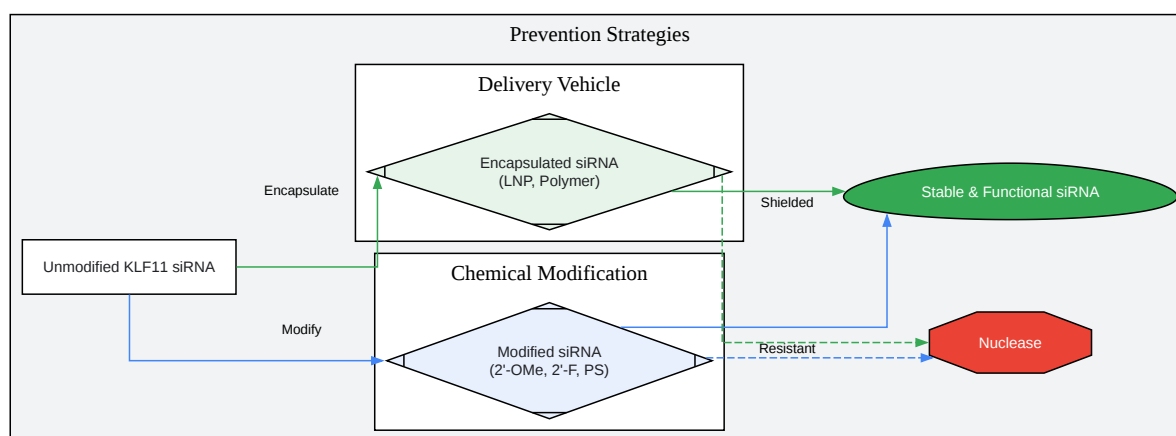 Prevention Strategies
Delivery Vehicle
Encapsulated siRNA
(LNP, Polymer)
Encapsulate
Shielded
Stable & Functional siRNA
Unmodified KLF11 siRNA
Chemical Modification
Modify
Modified siRNA
(2'-OMe, 2'-F, PS)
Resistant
Nuclease